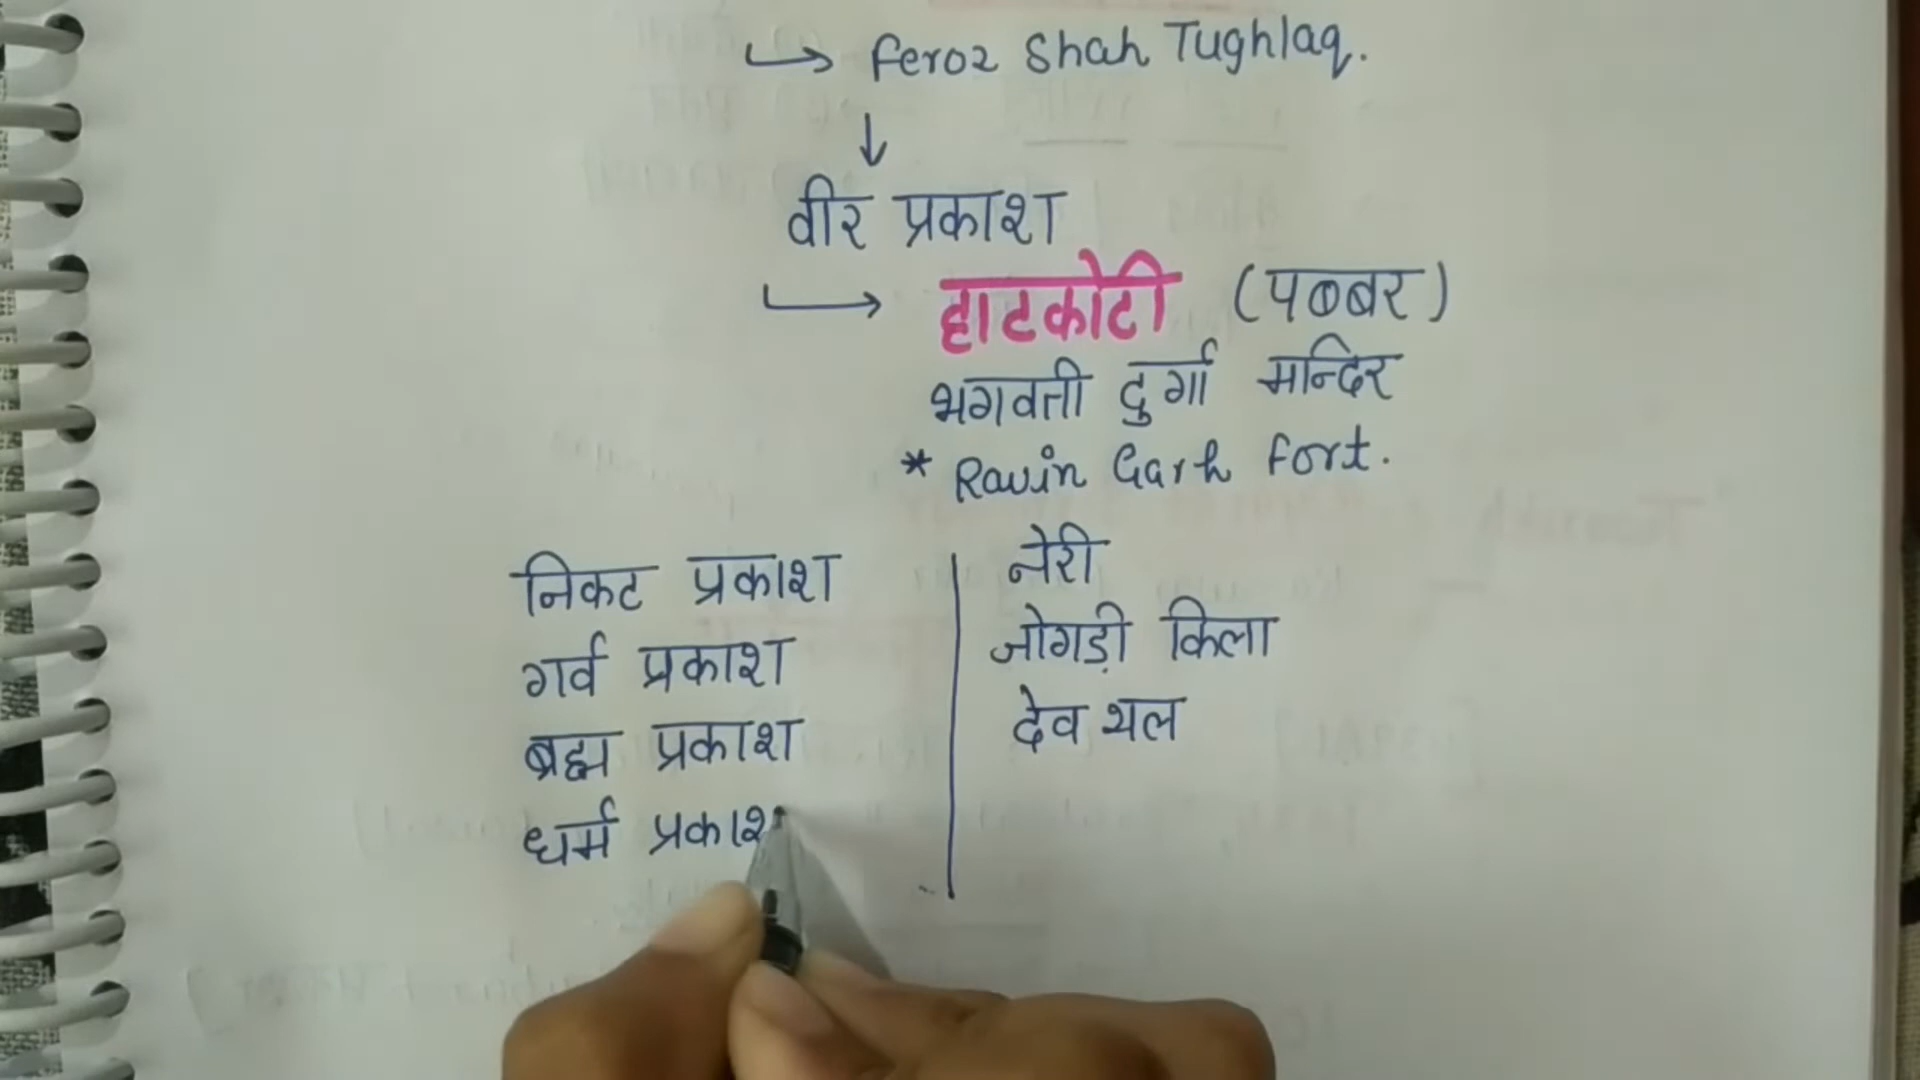 ↳ Feroz Shah Tughlaq.
↓
वीर प्रकाश
↳ हाटकोटी (पब्बर)
भगवती दुर्गा मन्दिर
* Rawin Garh Fort.
निकट प्रकाश | नेरी
गर्व प्रकाश | जोगड़ी किला
ब्रह्म प्रकाश | देव थल
धर्म प्रकाश